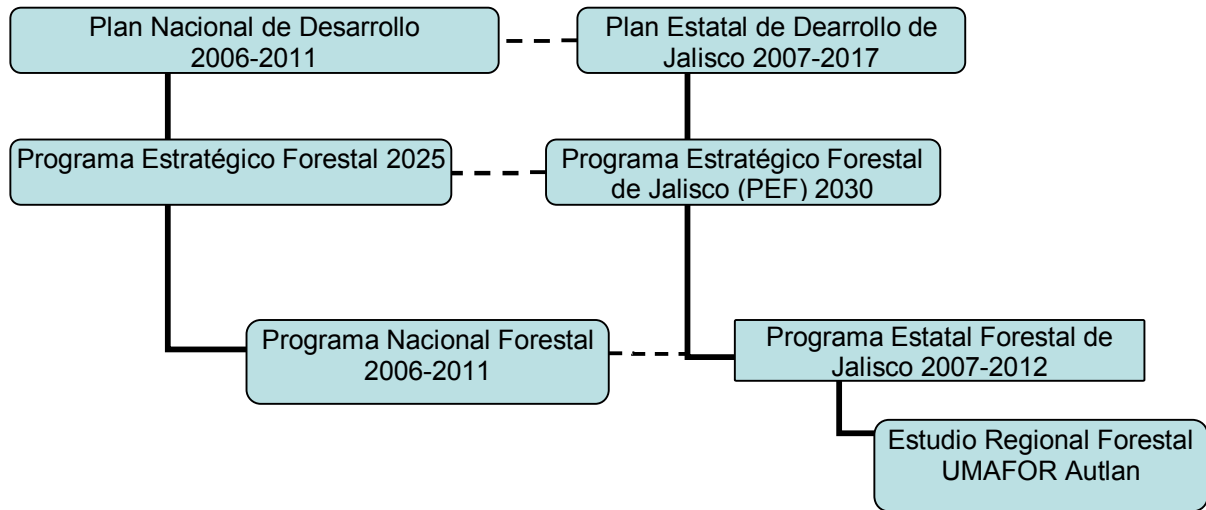 Plan Nacional de Desarrollo
2006-2011
Plan Estatal de Dearrollo de
Jalisco 2007-2017
Programa Estratégico Forestal 2025
Programa Estratégico Forestal
de Jalisco (PEF) 2030
Programa Nacional Forestal
2006-2011
Programa Estatal Forestal de
Jalisco 2007-2012
Estudio Regional Forestal
UMAFOR Autlan